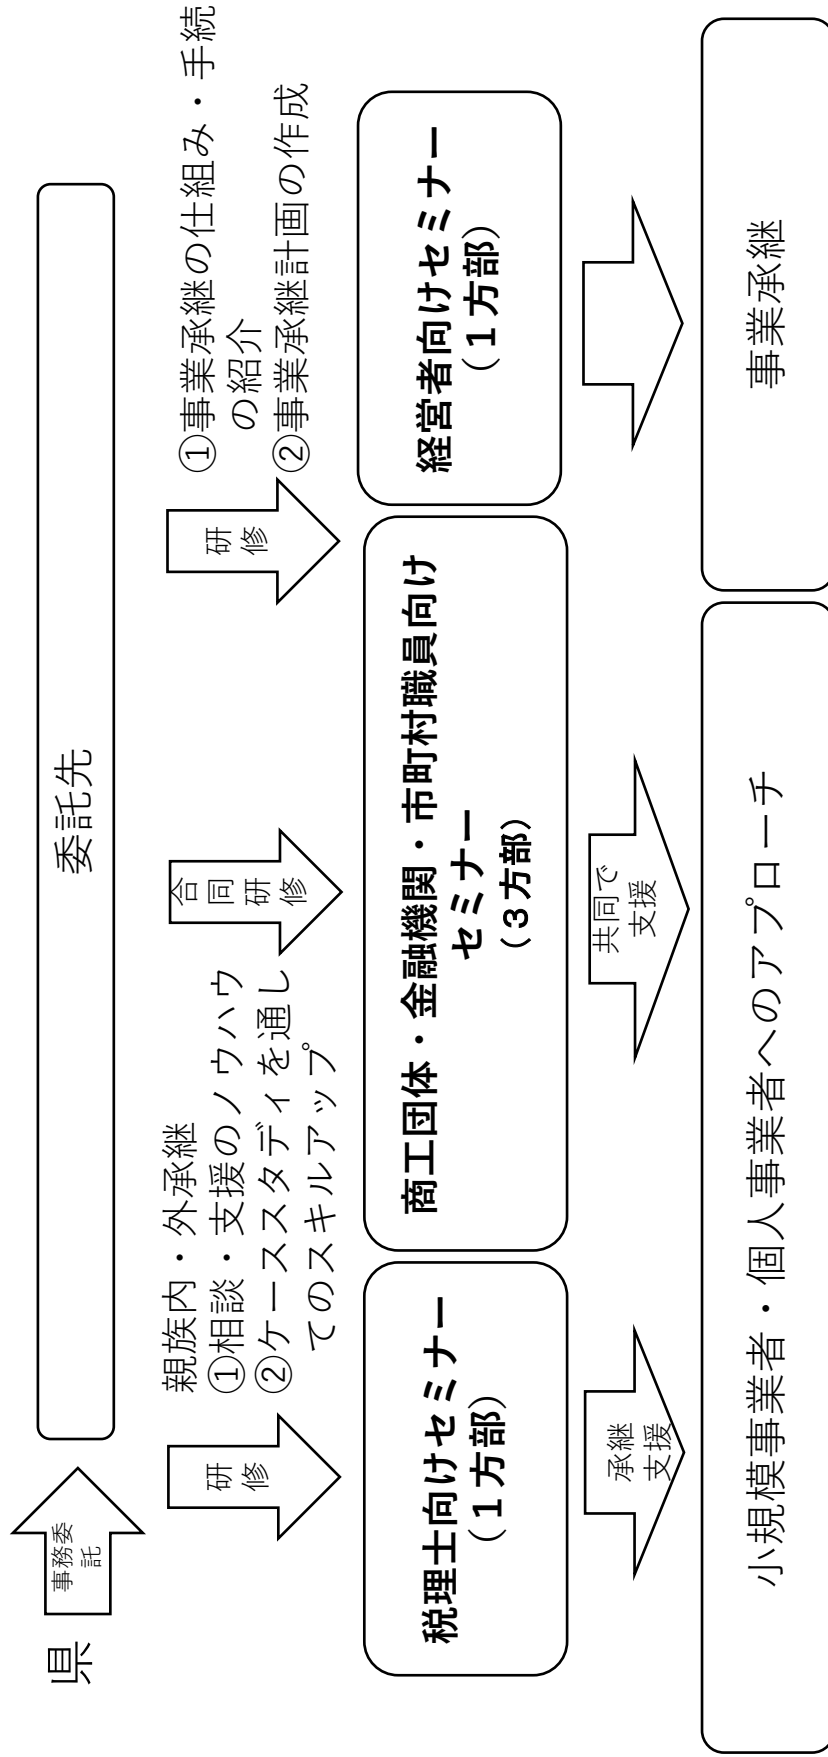 県
事務委
託
委託先
研修
親族内・外承継
①相談・支援のノウハウ
②ケーススタディを通し
てのスキルアップ
合同
研修
研修
①事業承継の仕組み・手続
の紹介
②事業承継計画の作成
税理士向けセミナー
（１方部）
商工団体・金融機関・市町村職員向け
セミナー
（３方部）
経営者向けセミナー
（１方部）
承継
支援
共同で
支援
小規模事業者・個人事業者へのアプローチ
事業承継